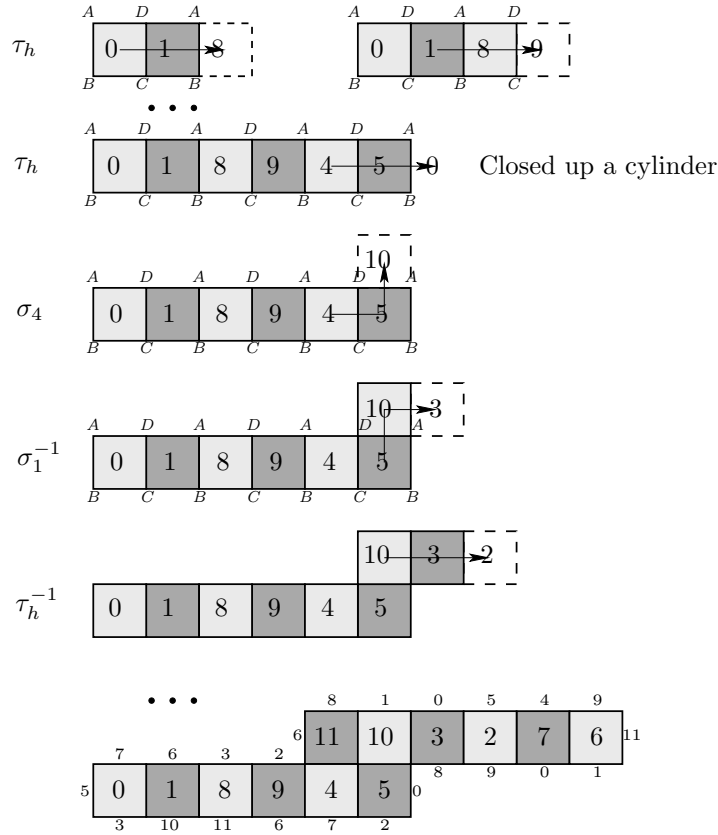 A D A A D A D
τ_h 0 1 8 0 1 8 9
B C B B C A C
• • •
A D A D A D A
τ_h 0 1 8 9 4 5 0 Closed up a cylinder
B C B C B C B
10
A D A D A D A
σ_4 0 1 8 9 4 5
B C B C B C B
10 3
A D A D A D A
σ_1^{-1} 0 1 8 9 4 5
B C B C B C B
10 3 2
τ_h^{-1} 0 1 8 9 4 5
• • •
8 1 0 5 4 9
6 11 10 3 2 7 6 11
7 6 3 2 8 9 0 1
5 0 1 8 9 4 5 0
3 10 11 6 7 2